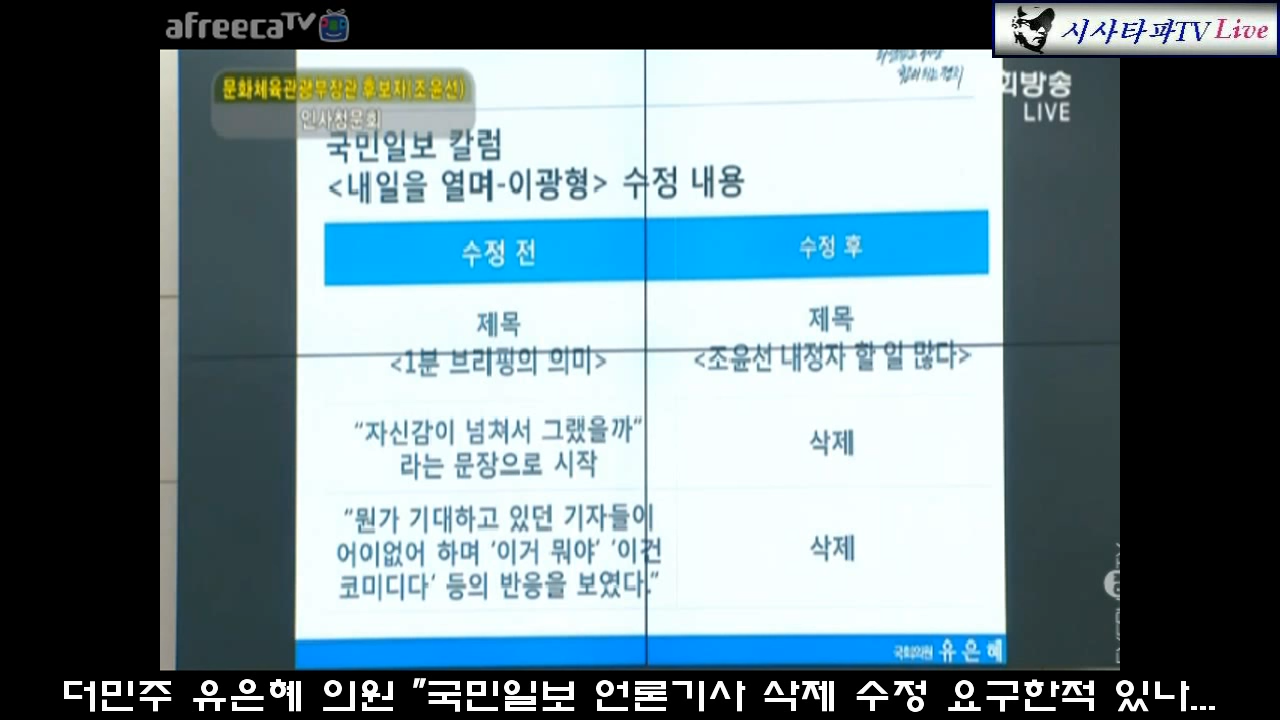 afreecaTV
시사타파TV Live
문화체육관광부장관 후보자(조윤선)
인사청문회
힘이 되는 정치
회방송
LIVE
국민일보 칼럼
<내일을 열며-이광형> 수정 내용
수정 전
수정 후
제목
<1분 브리핑의 의미>
제목
<조윤선 내정자 할 일 많다>
"자신감이 넘쳐서 그랬을까"
라는 문장으로 시작
삭제
"뭔가 기대하고 있던 기자들이
어이없어 하며 '이거 뭐야' '이건
코미디다' 등의 반응을 보였다."
삭제
국회의원 유은혜
더민주 유은혜 의원 "국민일보 언론기사 삭제 수정 요구한적 있나...